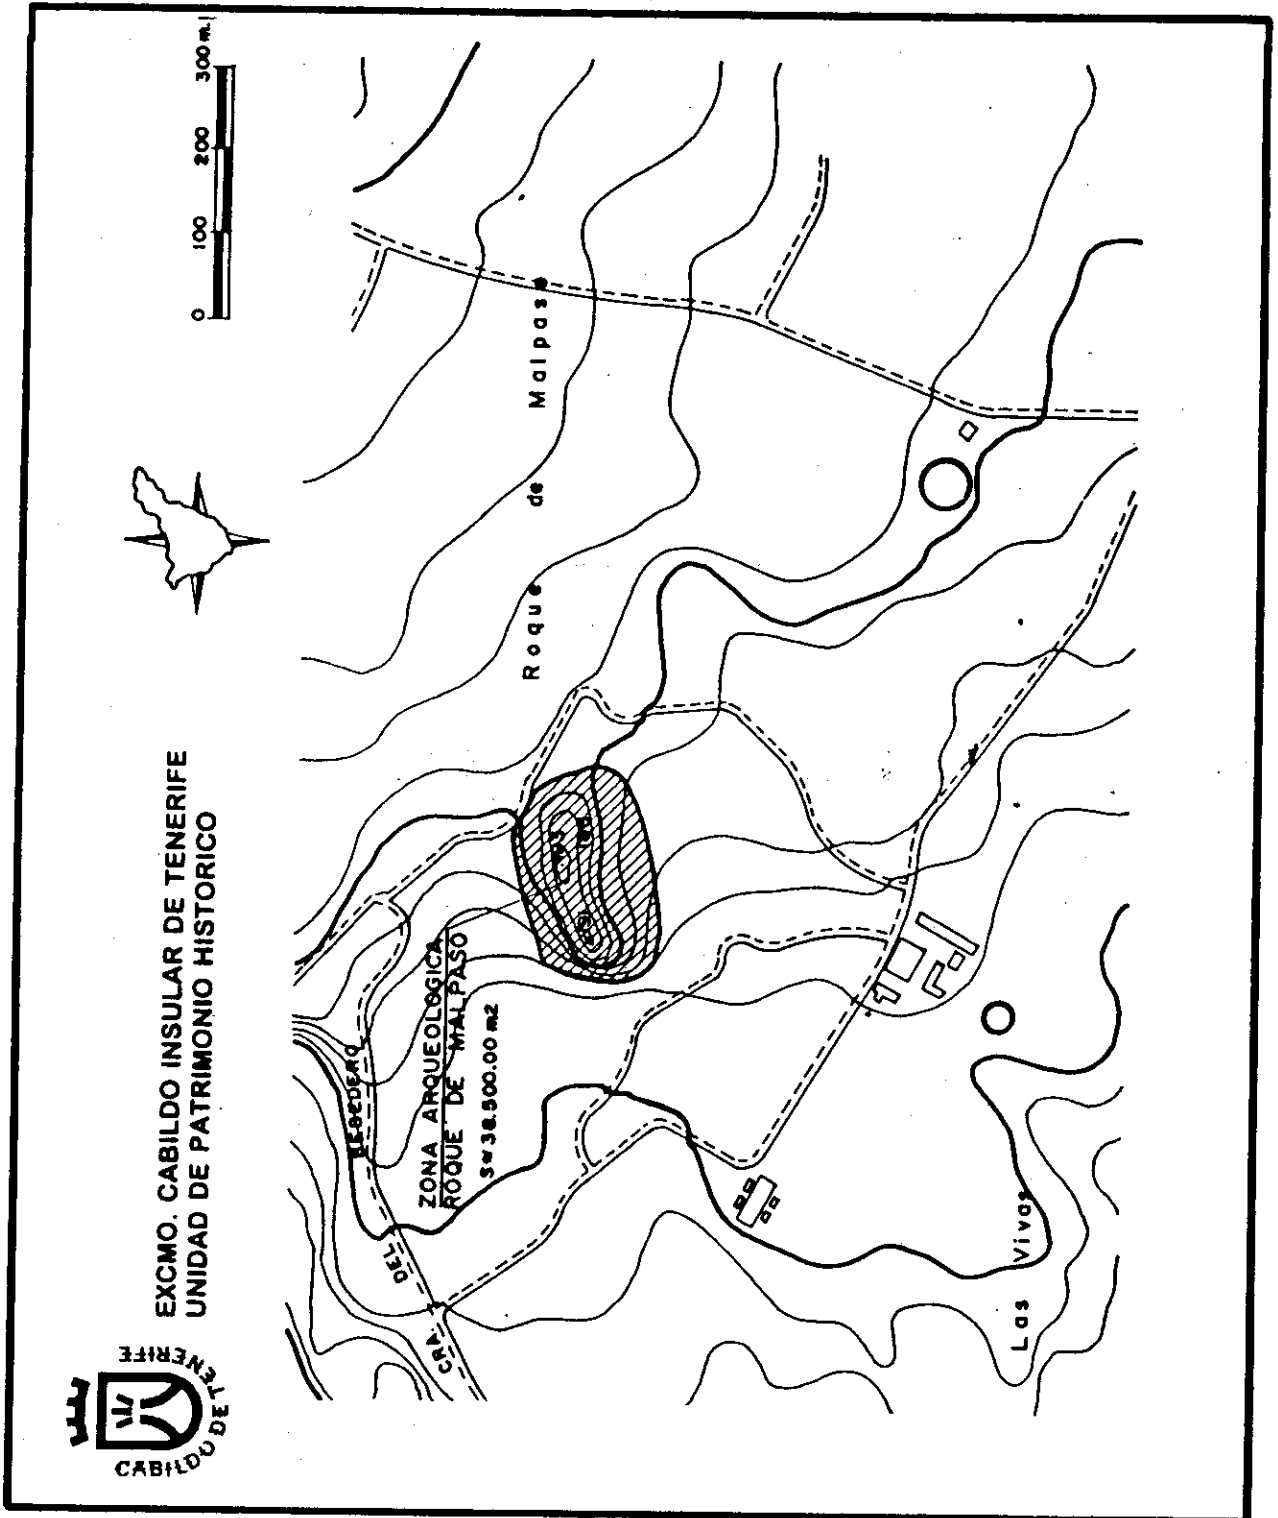 CABILDO DE TENERIFE
EXCMO. CABILDO INSULAR DE TENERIFE
UNIDAD DE PATRIMONIO HISTORICO
0 100 200 300 m.
CRA. DEL BEBEDERO
ZONA ARQUEOLOGICA
ROQUE DE MALPASO
S=38.500.00 m2
Roque de Malpaso
Las Vivas